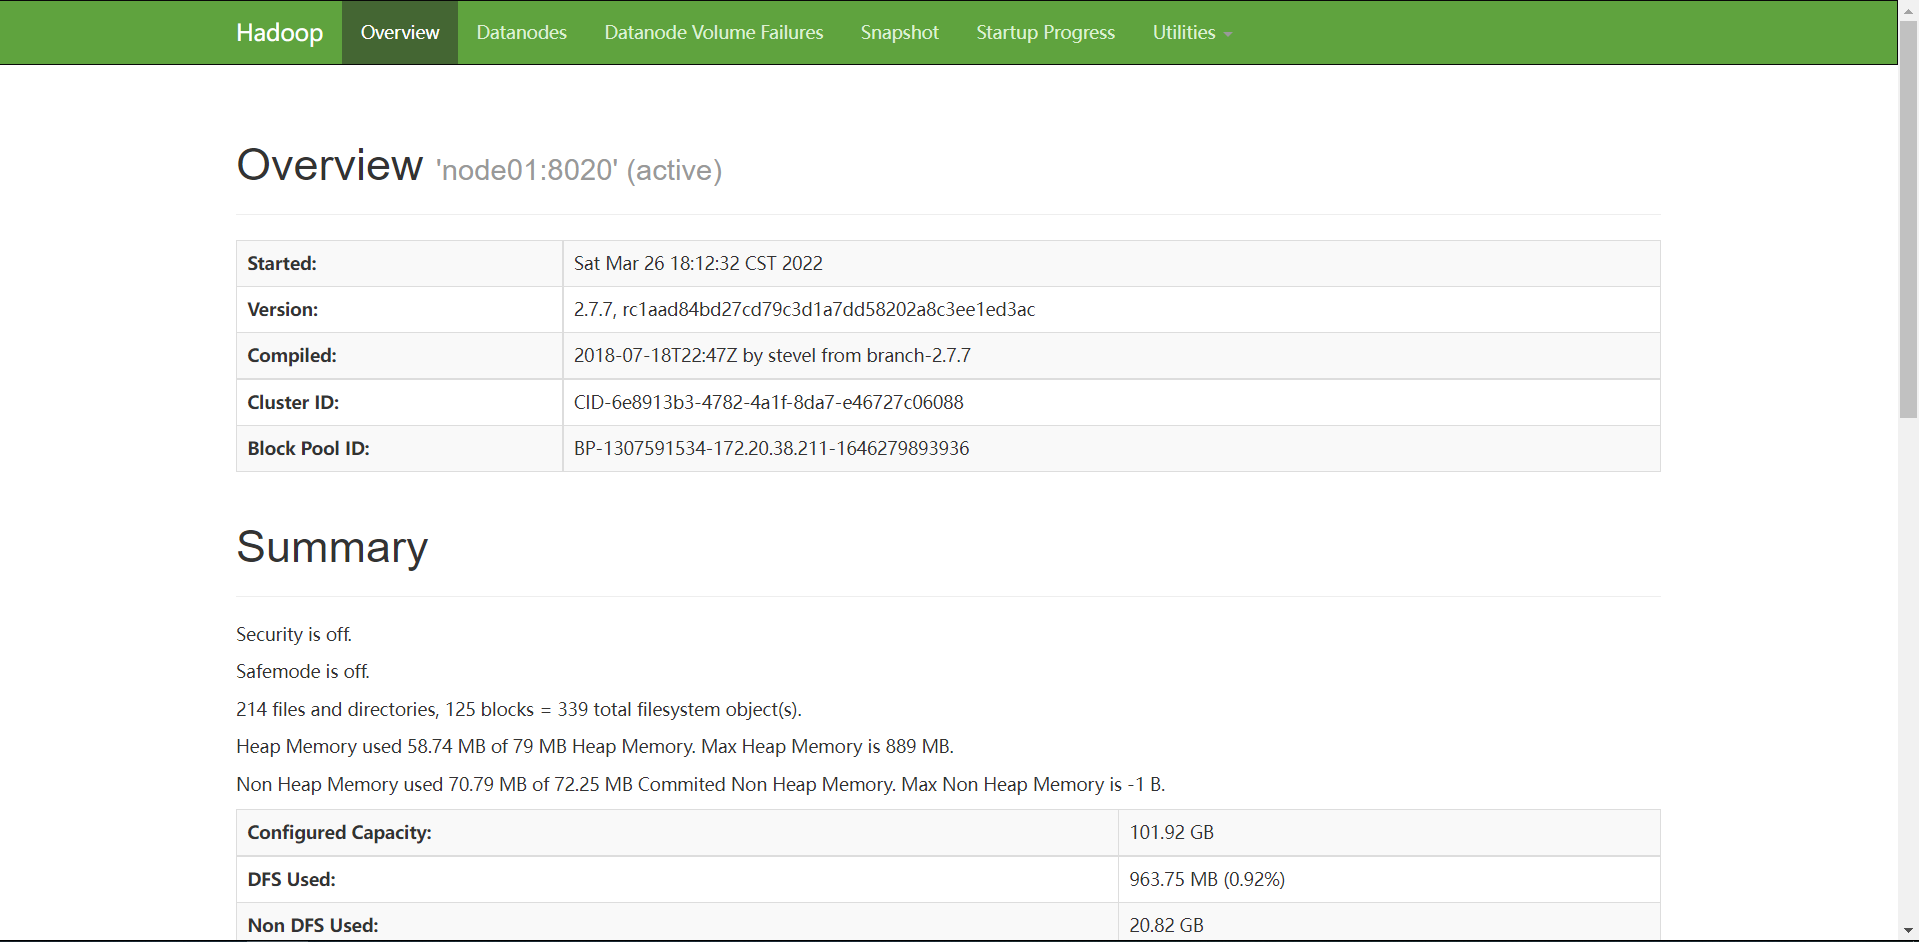 Hadoop Overview Datanodes Datanode Volume Failures Snapshot Startup Progress Utilities
Overview 'node01:8020' (active)
Started: Sat Mar 26 18:12:32 CST 2022
Version: 2.7.7, rc1aad84bd27cd79c3d1a7dd58202a8c3ee1ed3ac
Compiled: 2018-07-18T22:47Z by stevel from branch-2.7.7
Cluster ID: CID-6e8913b3-4782-4a1f-8da7-e46727c06088
Block Pool ID: BP-1307591534-172.20.38.211-1646279893936
Summary
Security is off.
Safemode is off.
214 files and directories, 125 blocks = 339 total filesystem object(s).
Heap Memory used 58.74 MB of 79 MB Heap Memory. Max Heap Memory is 889 MB.
Non Heap Memory used 70.79 MB of 72.25 MB Commited Non Heap Memory. Max Non Heap Memory is -1 B.
Configured Capacity: 101.92 GB
DFS Used: 963.75 MB (0.92%)
Non DFS Used: 20.82 GB